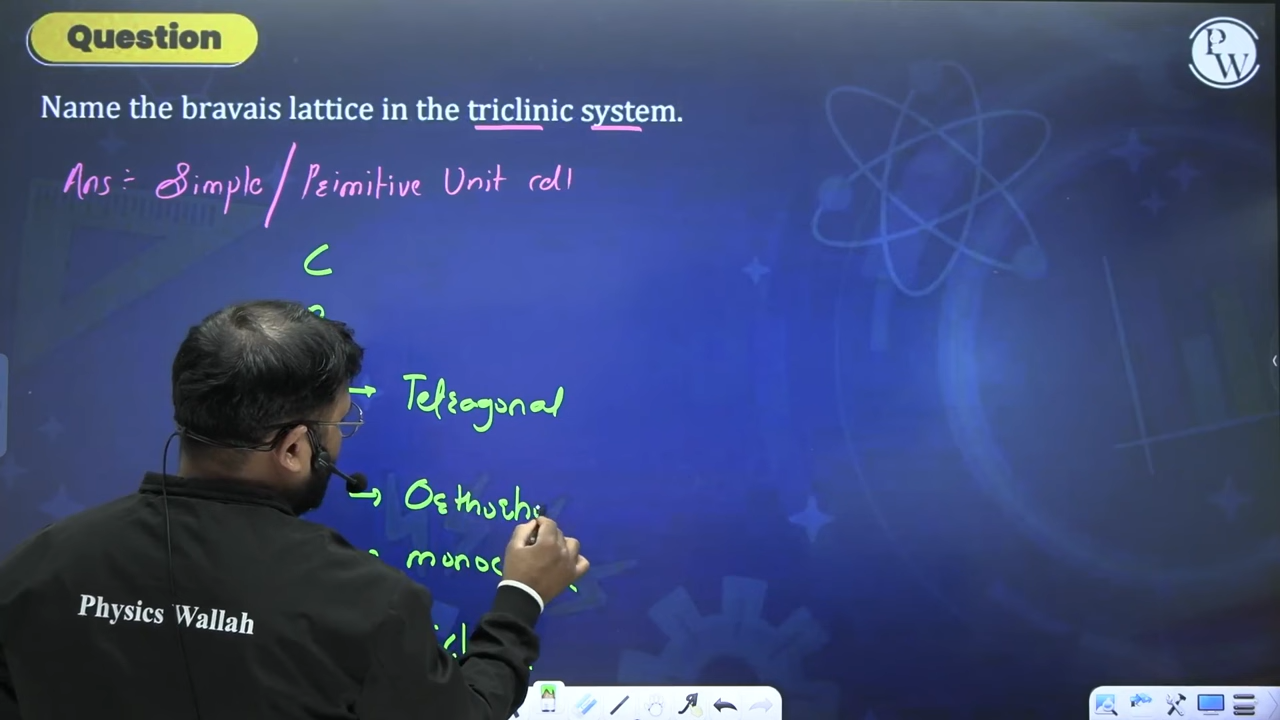 Question
PW
Name the bravais lattice in the triclinic system.
Ans:- Simple / Primitive Unit cell
C
→ Tetragonal
→ Orthorho
monoc
Physics Wallah